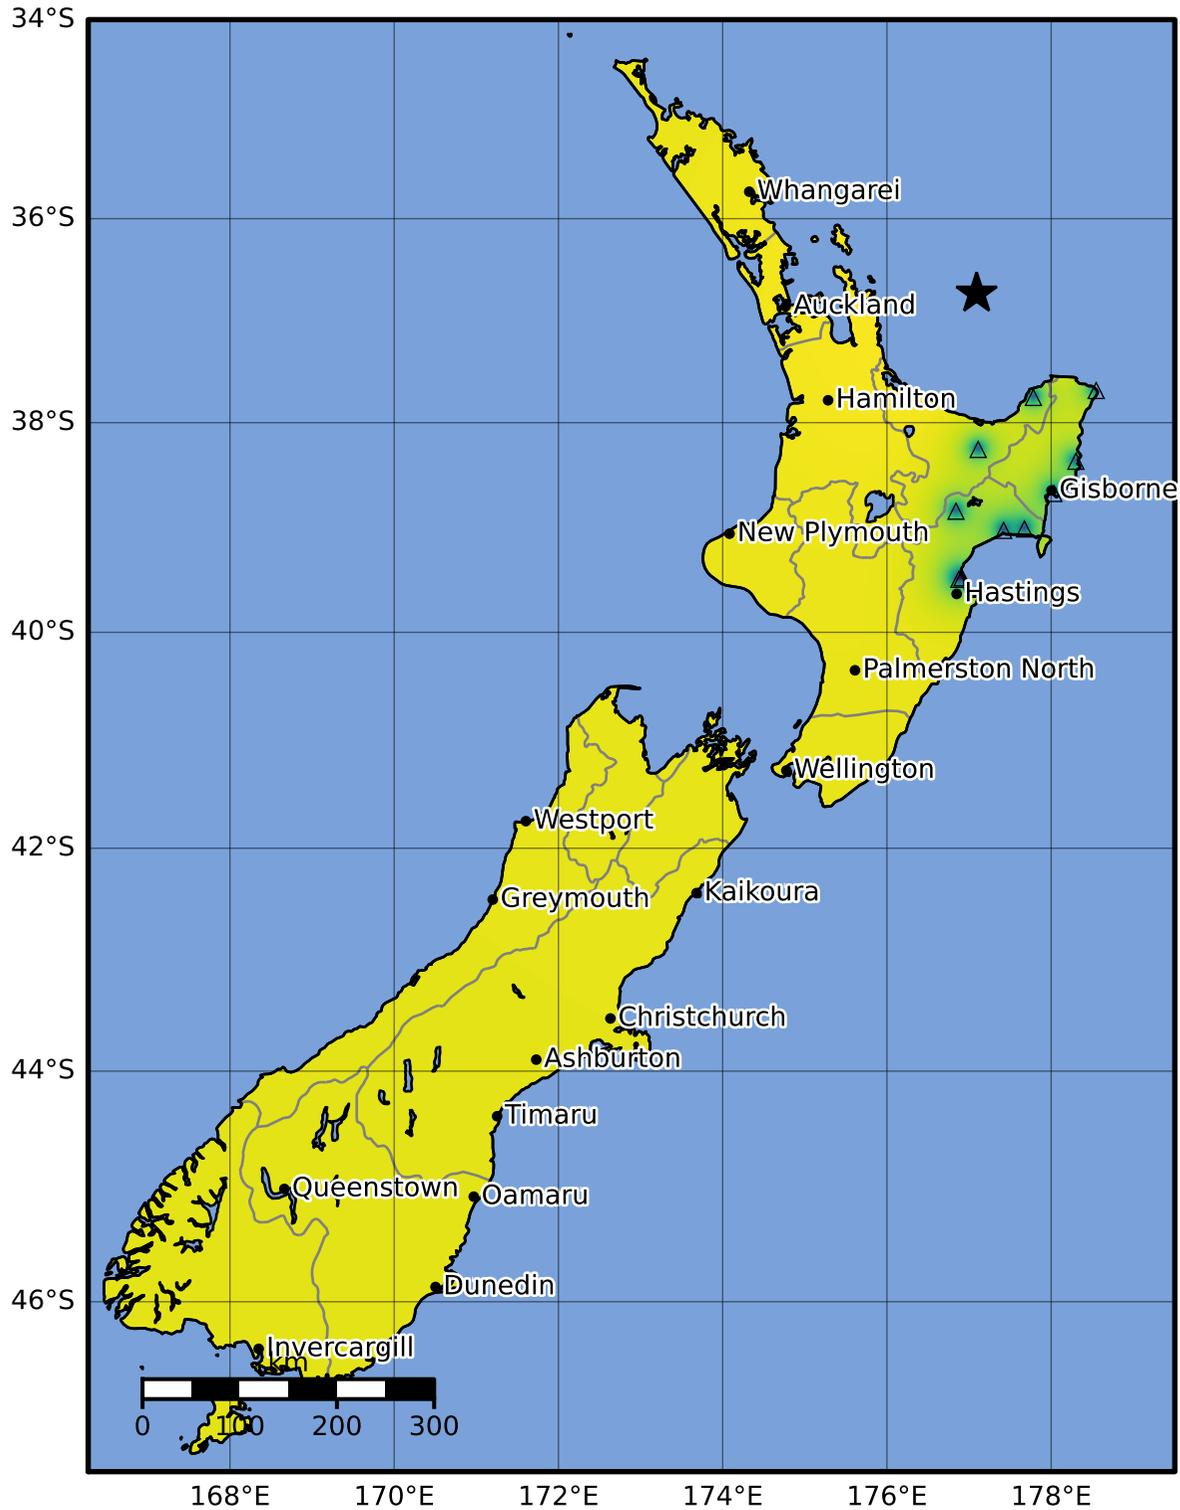 34°S
Whangarei
36°S
Auckland
Hamilton
38°S
Gisborne
New Plymouth
Hastings
40°S
Palmerston North
Wellington
Westport
42°S
Kaikoura
Greymouth
Christchurch
Ashburton
44°S
Timaru
Queenstown
Oamaru
Dunedin
46°S
Invercargill
km
0 100 200 300
168°E 170°E 172°E 174°E 176°E 178°E